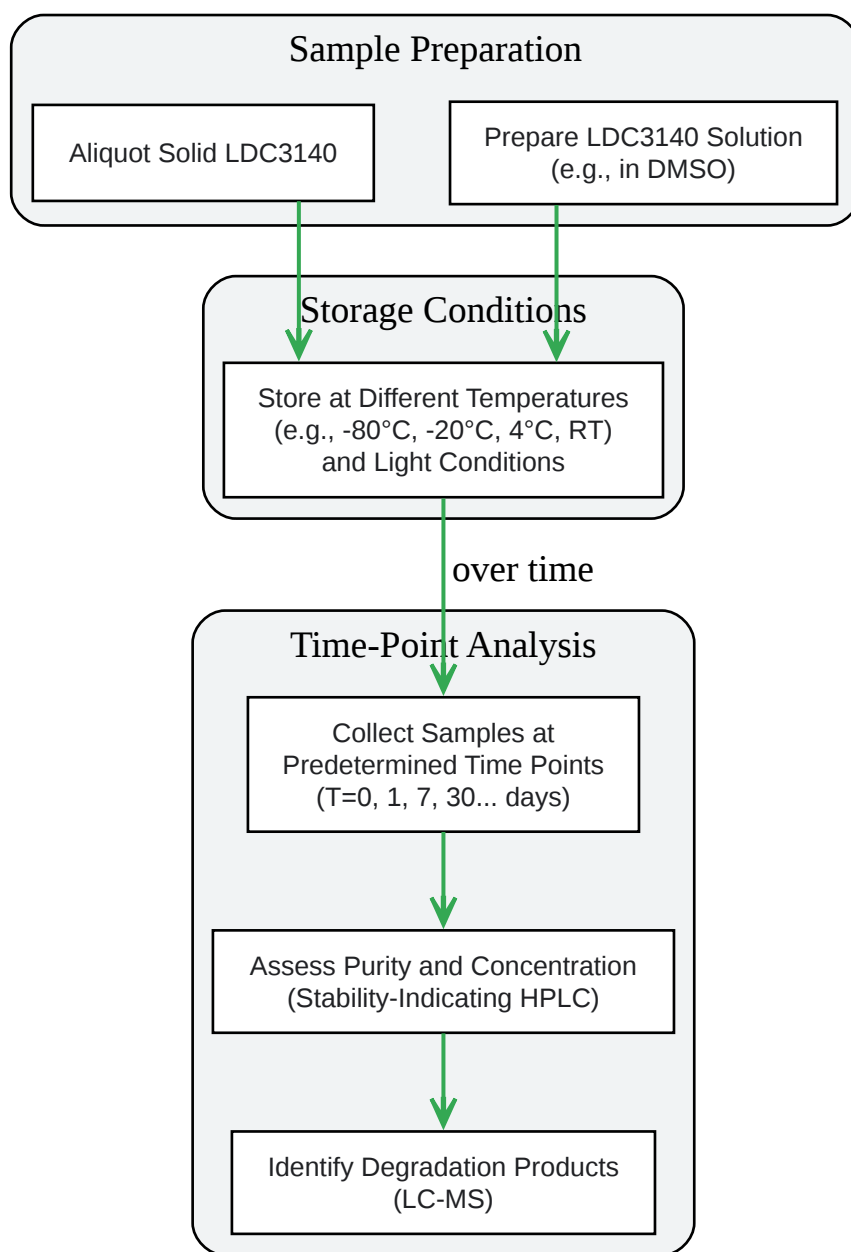 Sample Preparation
Aliquot Solid LDC3140
Prepare LDC3140 Solution
(e.g., in DMSO)
Storage Conditions
Store at Different Temperatures
(e.g., -80°C, -20°C, 4°C, RT)
and Light Conditions
over time
Time-Point Analysis
Collect Samples at
Predetermined Time Points
(T=0, 1, 7, 30... days)
Assess Purity and Concentration
(Stability-Indicating HPLC)
Identify Degradation Products
(LC-MS)